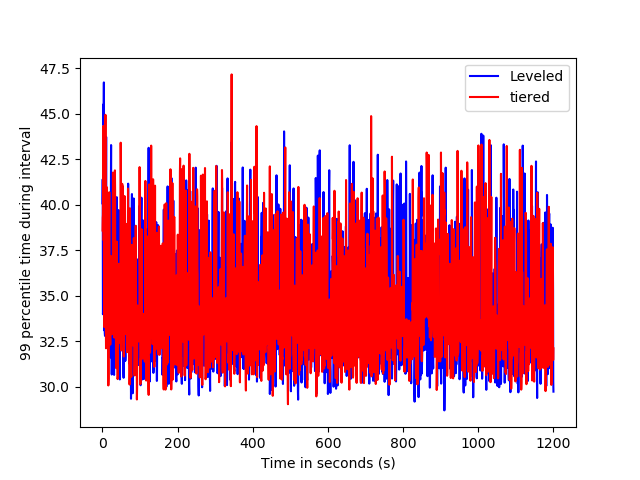 47.5
45.0
42.5
40.0
37.5
35.0
32.5
30.0
99 percentile time during interval
Leveled
tiered
0 200 400 600 800 1000 1200
Time in seconds (s)